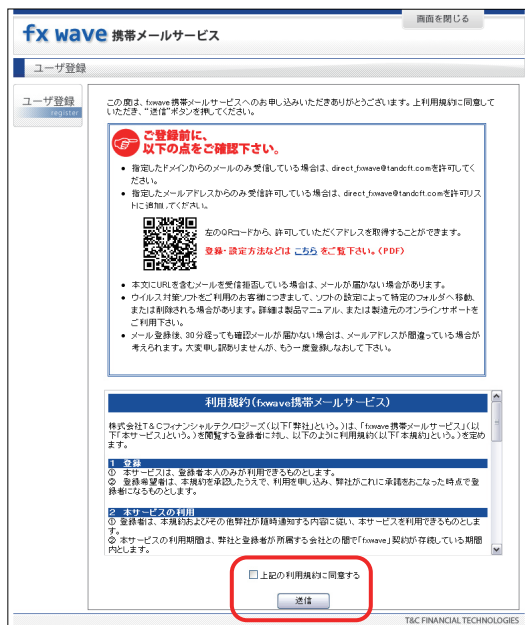 画面を閉じる
fx wave 携帯メールサービス
ユーザ登録
ユーザ登録
register
この度は、fxwave携帯メールサービスへのお申し込みいただきありがとうございます。上利用規約に同意して
いただき、“送信”ボタンを押してください。
ご登録前に、
以下の点をご確認下さい。
● 指定したドメインからのメールのみ受信している場合は、direct_fxwave@tandcft.comを許可してく
ださい。
● 指定したメールアドレスからのみ受信許可している場合は、direct_fxwave@tandcft.comを許可リス
トに追加してください。
左のQRコードから、許可していただくアドレスを取得することができます。
登録・設定方法などは こちら をご覧下さい。(PDF)
● 本文にURLを含むメールを受信拒否している場合は、メールが届かない場合があります。
● ウイルス対策ソフトをご利用のお客様につきまして、ソフトの設定によって特定のフォルダへ移動、
または削除される場合があります。詳細は製品マニュアル、または製造元のオンラインサポートを
ご利用下さい。
● メール登録後、30分経っても確認メールが届かない場合は、メールアドレスが間違っている場合が
考えられます。大変申し訳ありませんが、もう一度登録しなおして下さい。
利用規約(fxwave携帯メールサービス)
株式会社T&Cフィナンシャルテクノロジーズ(以下「弊社」という。)は、「fxwave携帯メールサービス」(以
下「本サービス」という。)を閲覧する登録者に対し、以下のように利用規約(以下「本規約」という。)を定め
ます。
1 登録
① 本サービスは、登録者本人のみが利用できるものとします。
② 登録希望者は、本規約を承認したうえで、利用を申し込み、弊社がこれに承諾をおこなった時点で登
録者になるものとします。
2 本サービスの利用
① 登録者は、本規約およびその他弊社が随時通知する内容に従い、本サービスを利用できるものとしま
す。
② 本サービスの利用期間は、弊社と登録者が所属する会社との間で「fxwave」契約が存続している期間
内とします。
上記の利用規約に同意する
送信
T&C FINANCIAL TECHNOLOGIES